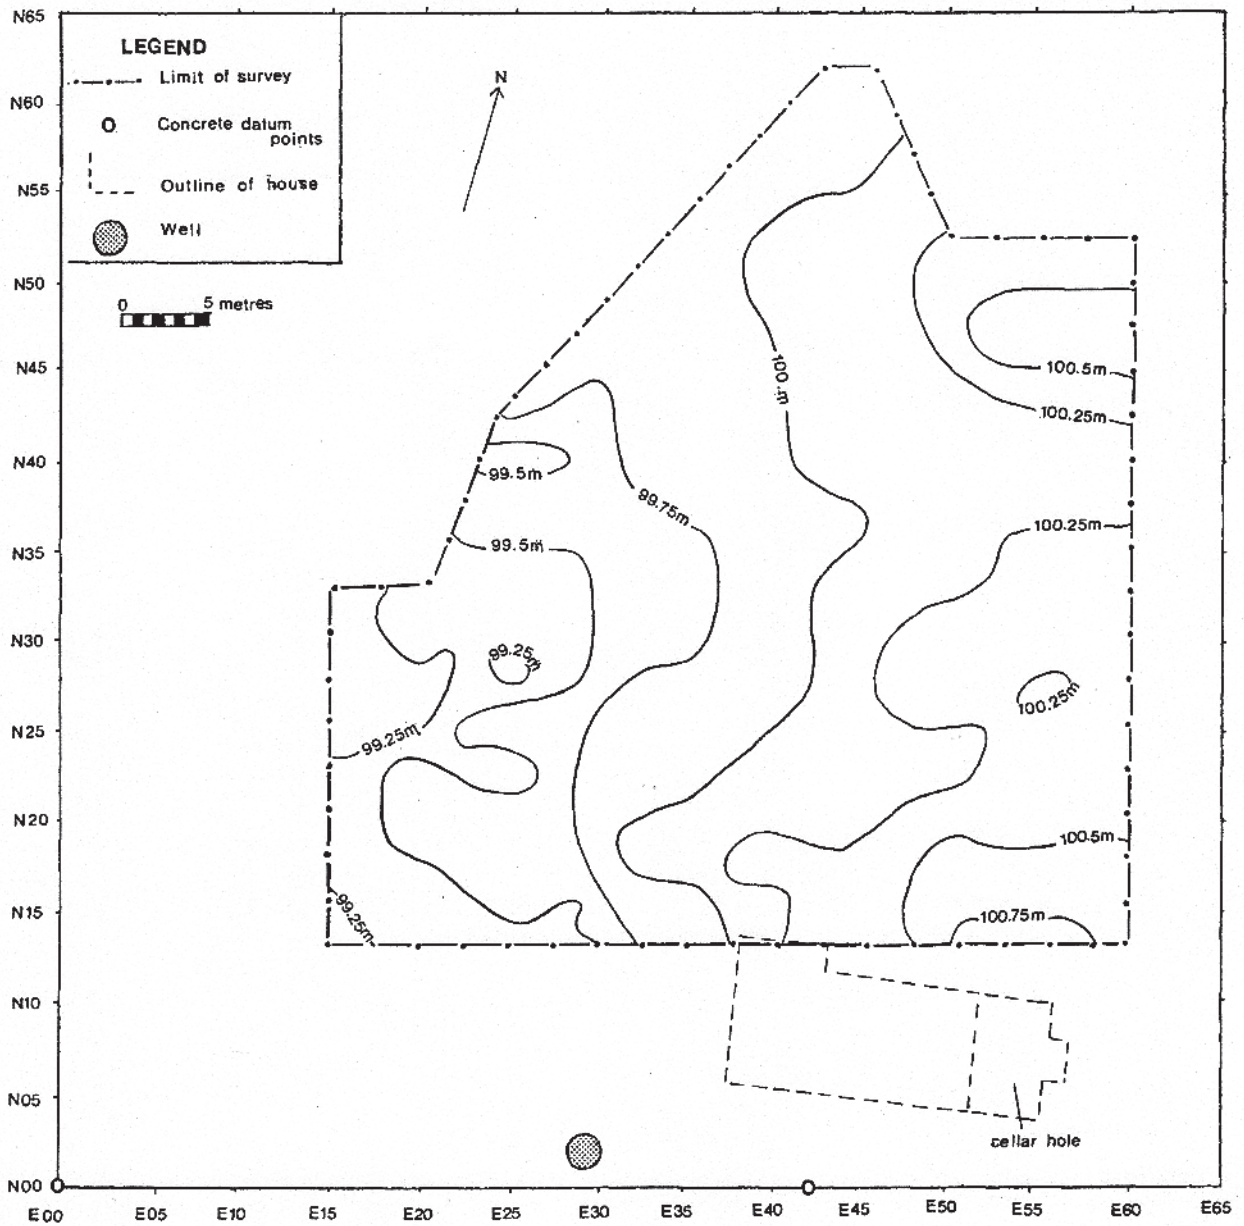 N65
LEGEND
Limit of survey
Concrete datum
points
Outline of house
Well
0 5 metres
N
N60
N55
N50
N45
N40
N35
N30
N25
N20
N15
N10
N05
N00
100.m
100.5m
100.25m
99.5m
99.75m
99.5m
100.25m
99.25m
100.25m
99.25m
100.5m
99.25m
100.75m
cellar hole
E00 E05 E10 E15 E20 E25 E30 E35 E40 E45 E50 E55 E60 E65